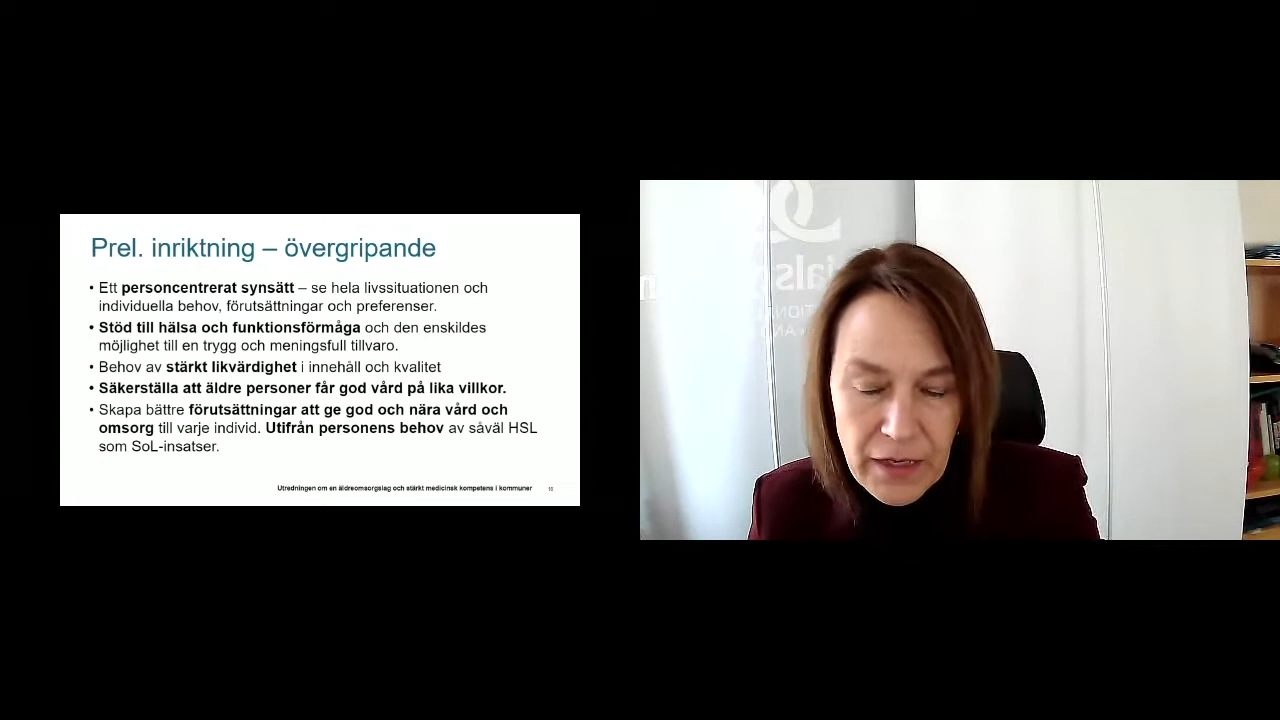 Prel. inriktning – övergripande
• Ett personcentrerat synsätt – se hela livssituationen och
individuella behov, förutsättningar och preferenser.
• Stöd till hälsa och funktionsförmåga och den enskildes
möjlighet till en trygg och meningsfull tillvaro.
• Behov av stärkt likvärdighet i innehåll och kvalitet
• Säkerställa att äldre personer får god vård på lika villkor.
• Skapa bättre förutsättningar att ge god och nära vård och
omsorg till varje individ. Utifrån personens behov av såväl HSL
som SoL-insatser.
Utredningen om en äldreomsorgslag och stärkt medicinsk kompetens i kommuner